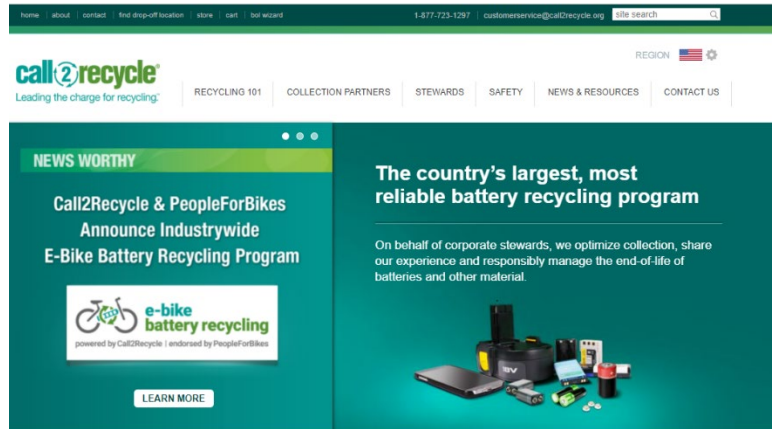 home | about | contact | find drop-off location | store | cart | bol wizard
1-877-723-1297 | customerservice@call2recycle.org
site search
REGION
call2recycle®
Leading the charge for recycling.™
RECYCLING 101
COLLECTION PARTNERS
STEWARDS
SAFETY
NEWS & RESOURCES
CONTACT US
NEWS WORTHY
Call2Recycle & PeopleForBikes
Announce Industrywide
E-Bike Battery Recycling Program
e-bike
battery recycling
powered by Call2Recycle | endorsed by PeopleForBikes
LEARN MORE
The country's largest, most
reliable battery recycling program
On behalf of corporate stewards, we optimize collection, share
our experience and responsibly manage the end-of-life of
batteries and other material.
18V